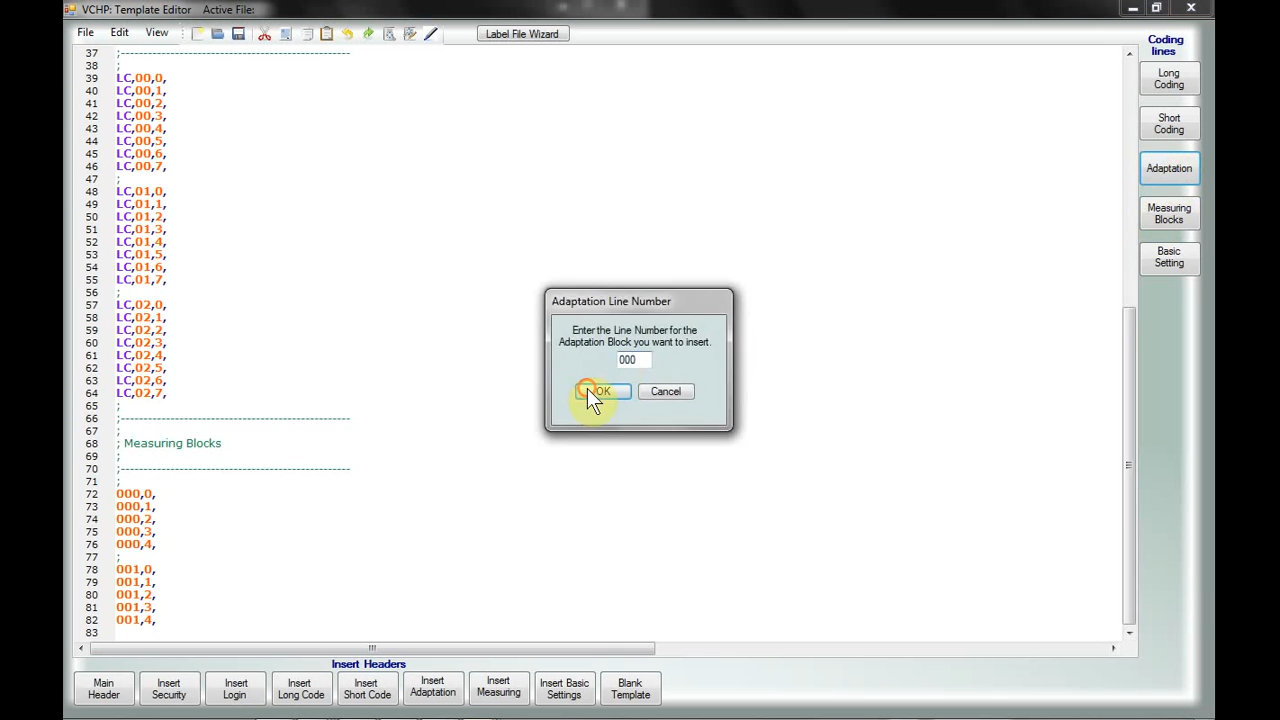 VCHP: Template Editor   Active File:
File Edit View Label File Wizard
Coding lines
Long Coding
Short Coding
Adaptation
Measuring Blocks
Basic Setting
37 ;--------------------------------------------------
38 ;
39 LC,00,0,
40 LC,00,1,
41 LC,00,2,
42 LC,00,3,
43 LC,00,4,
44 LC,00,5,
45 LC,00,6,
46 LC,00,7,
47 ;
48 LC,01,0,
49 LC,01,1,
50 LC,01,2,
51 LC,01,3,
52 LC,01,4,
53 LC,01,5,
54 LC,01,6,
55 LC,01,7,
56 ;
57 LC,02,0,
58 LC,02,1,
59 LC,02,2,
60 LC,02,3,
61 LC,02,4,
62 LC,02,5,
63 LC,02,6,
64 LC,02,7,
65 ;
66 ;--------------------------------------------------
67 ;
68 ; Measuring Blocks
69 ;
70 ;--------------------------------------------------
71 ;
72 000,0,
73 000,1,
74 000,2,
75 000,3,
76 000,4,
77 ;
78 001,0,
79 001,1,
80 001,2,
81 001,3,
82 001,4,
83
Adaptation Line Number
Enter the Line Number for the
Adaptation Block you want to insert.
000
OK Cancel
Insert Headers
Main Header
Insert Security
Insert Login
Insert Long Code
Insert Short Code
Insert Adaptation
Insert Measuring
Insert Basic Settings
Blank Template